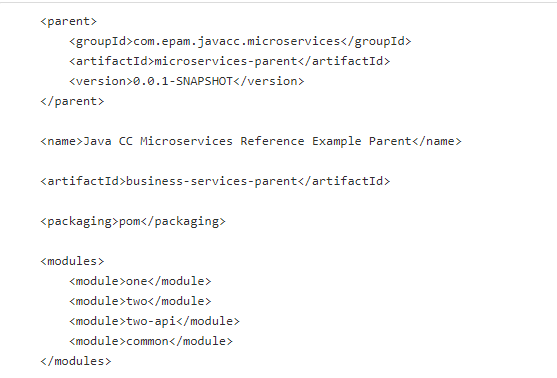 <parent>
<groupId>com.epam.javacc.microservices</groupId>
<artifactId>microservices-parent</artifactId>
<version>0.0.1-SNAPSHOT</version>
</parent>
<name>Java CC Microservices Reference Example Parent</name>
<artifactId>business-services-parent</artifactId>
<packaging>pom</packaging>
<modules>
<module>one</module>
<module>two</module>
<module>two-api</module>
<module>common</module>
</modules>